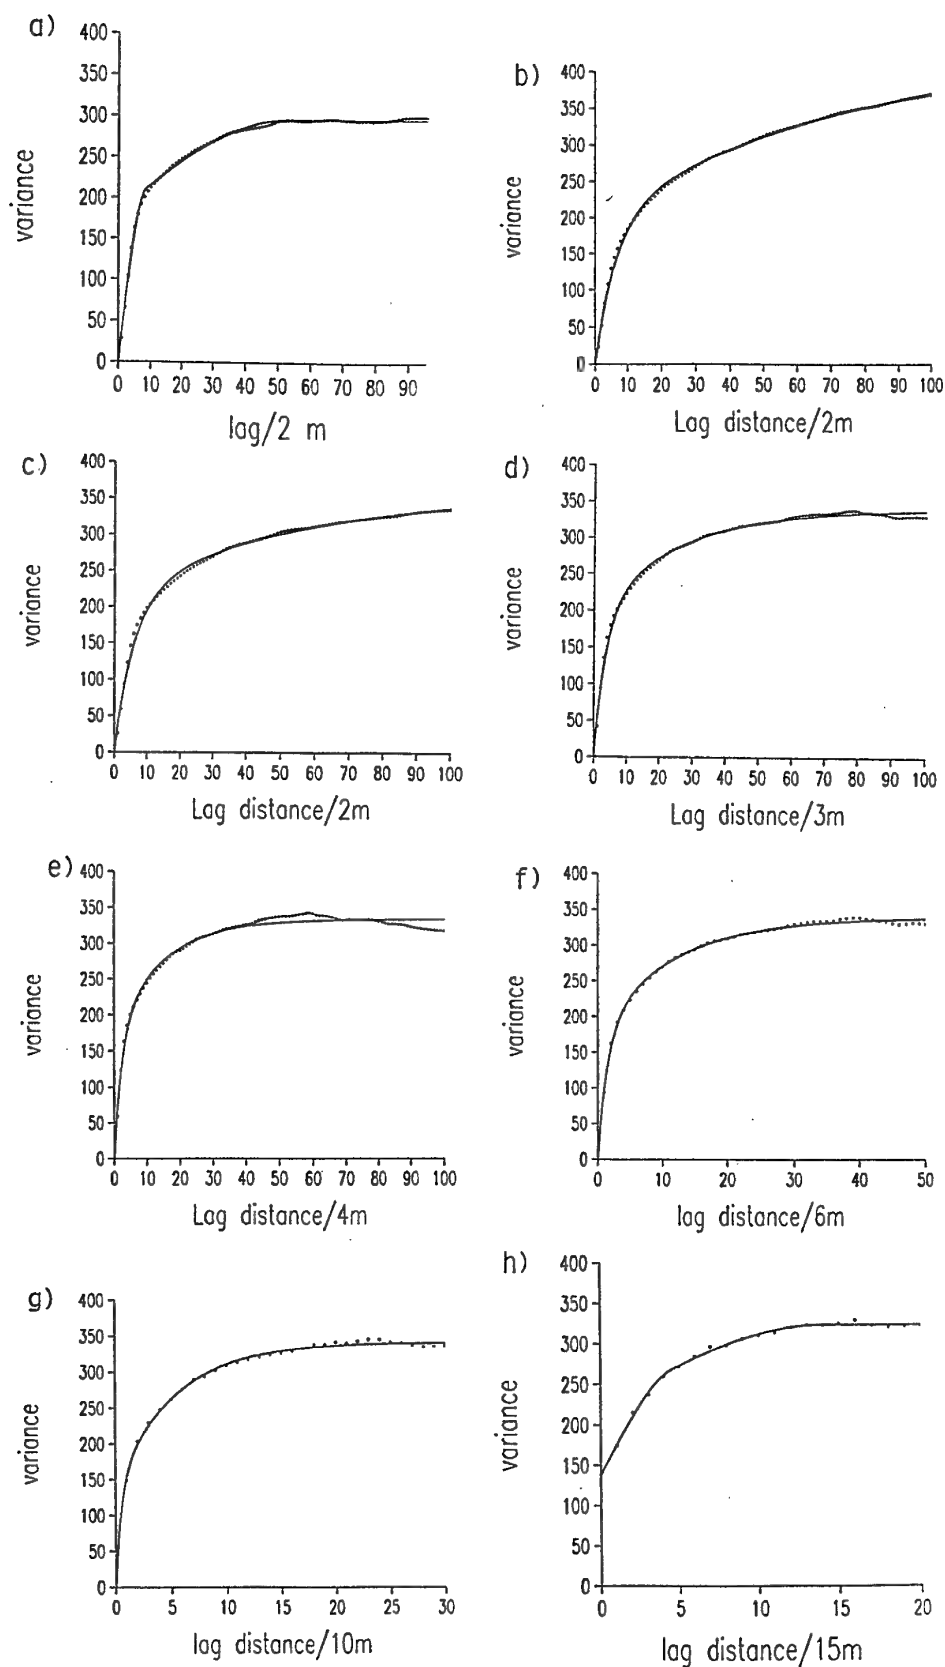 a)
400
350
300
250
200
150
100
50
0
variance
0 10 20 30 40 50 60 70 80 90
lag/2 m
b)
400
350
300
250
200
150
100
50
0
variance
0 10 20 30 40 50 60 70 80 90 100
Lag distance/2m
c)
400
350
300
250
200
150
100
50
0
variance
0 10 20 30 40 50 60 70 80 90 100
Lag distance/2m
d)
400
350
300
250
200
150
100
50
0
variance
0 10 20 30 40 50 60 70 80 90 100
Lag distance/3m
e)
400
350
300
250
200
150
100
50
0
variance
0 10 20 30 40 50 60 70 80 90 100
Lag distance/4m
f)
400
350
300
250
200
150
100
50
0
variance
0 10 20 30 40 50
lag distance/6m
g)
400
350
300
250
200
150
100
50
0
variance
0 5 10 15 20 25 30
lag distance/10m
h)
400
350
300
250
200
150
100
50
0
variance
0 5 10 15 20
lag distance/15m